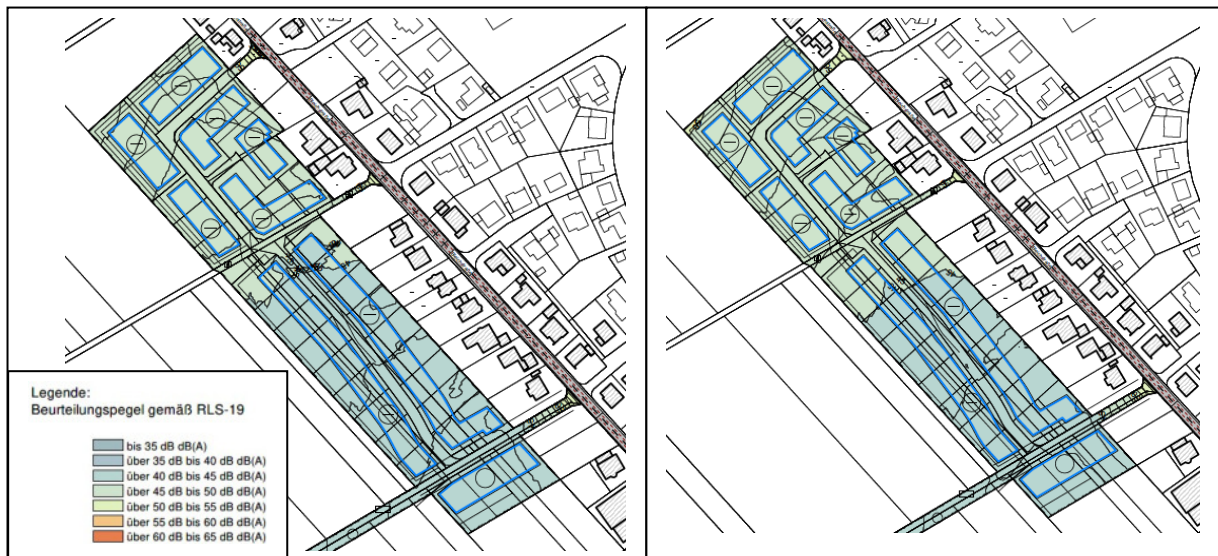 Legende:
Beurteilungspegel gemäß RLS-19
bis 35 dB dB(A)
über 35 dB bis 40 dB dB(A)
über 40 dB bis 45 dB dB(A)
über 45 dB bis 50 dB dB(A)
über 50 dB bis 55 dB dB(A)
über 55 dB bis 60 dB dB(A)
über 60 dB bis 65 dB dB(A)